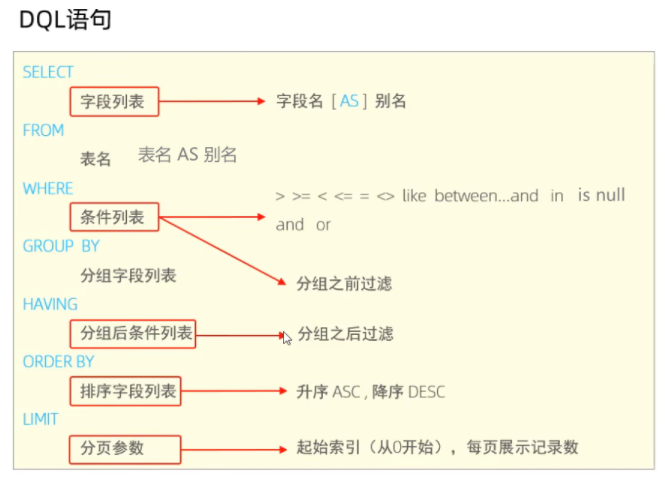 DQL语句
SELECT
字段列表 字段名 [ AS ] 别名
FROM
表名 表名 AS 别名
WHERE
> >= < <= = <> like between...and in is null
条件列表
and or
GROUP BY
分组字段列表 分组之前过滤
HAVING
分组后条件列表 分组之后过滤
ORDER BY
排序字段列表 升序 ASC , 降序 DESC
LIMIT
分页参数 起始索引（从0开始），每页展示记录数